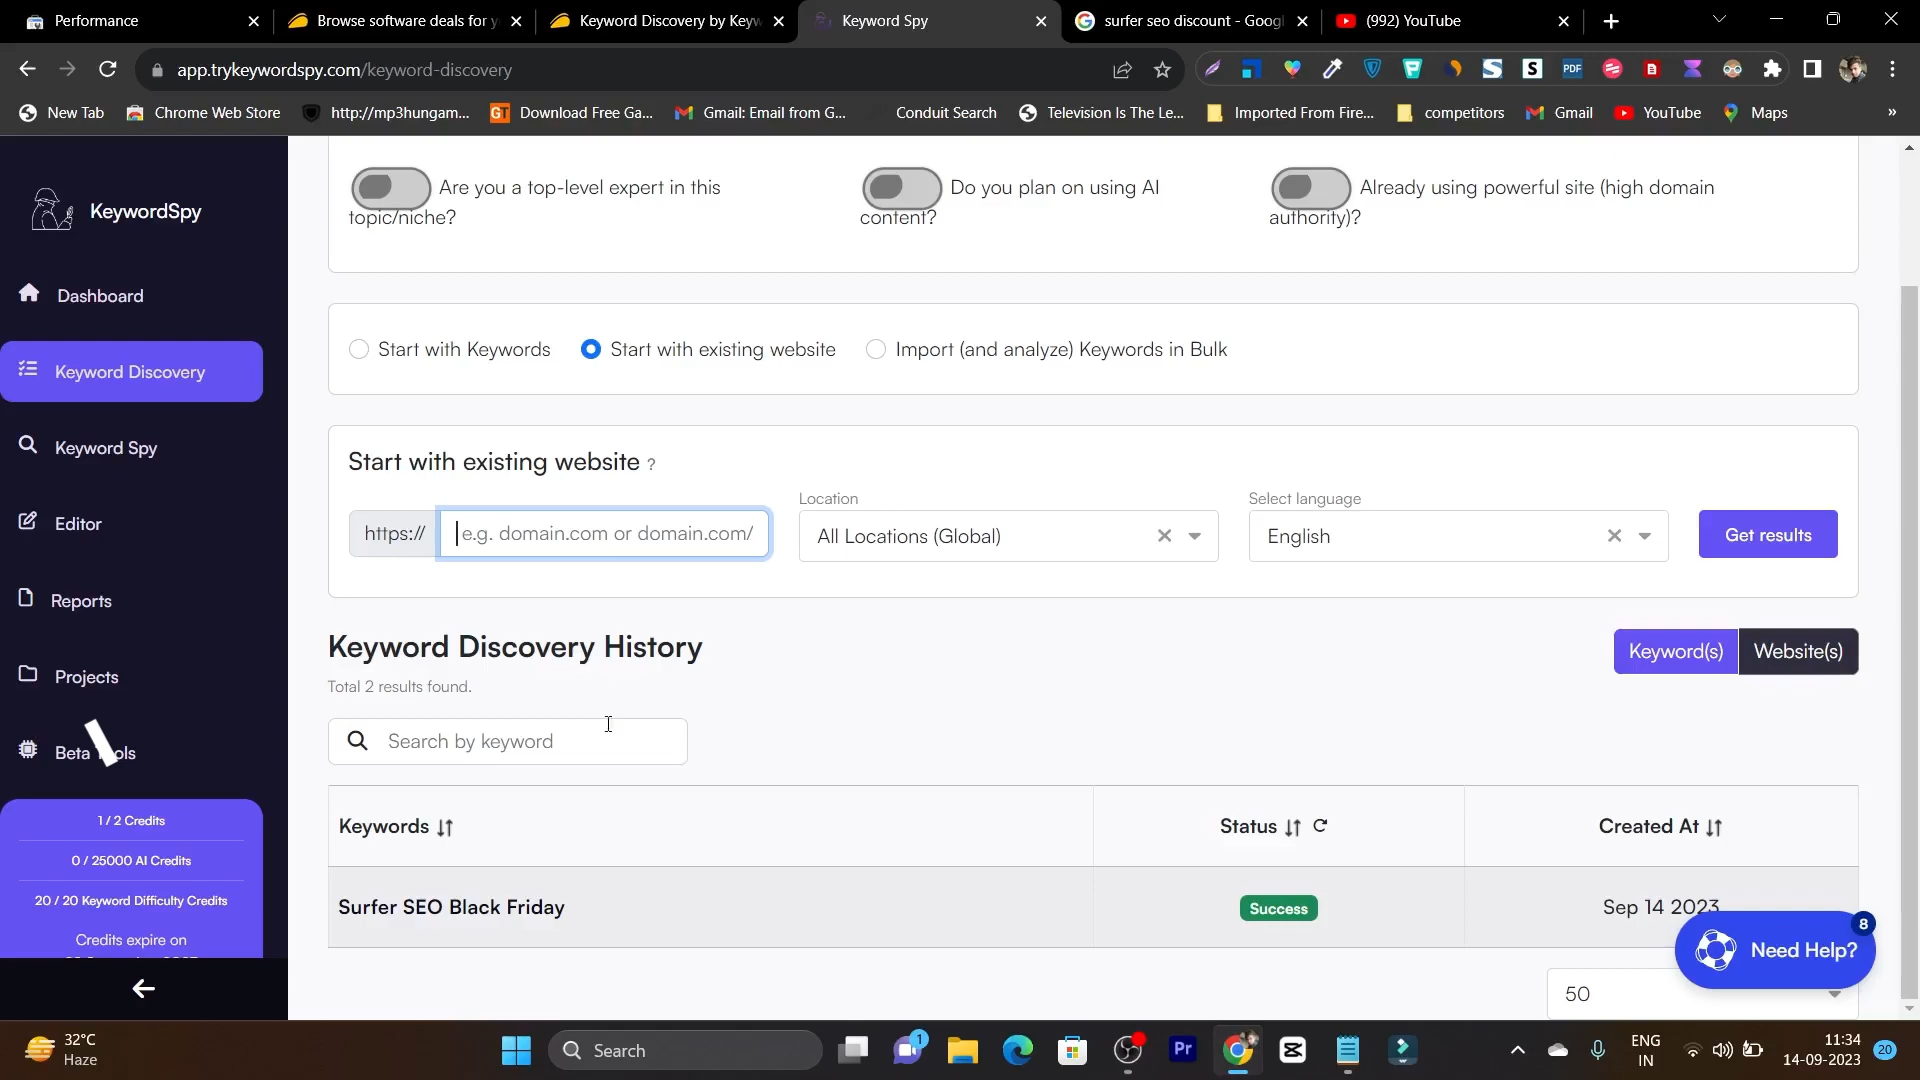 Performance
Browse software deals for y
Keyword Discovery by Key
Keyword Spy
surfer seo discount - Googl
(992) YouTube
app.trykeywordspy.com/keyword-discovery
PDF
New Tab
Chrome Web Store
http://mp3hungam...
GT
Download Free Ga...
Gmail: Email from G...
Conduit Search
Television Is The Le...
Imported From Fire...
competitors
Gmail
YouTube
Maps
»
KeywordSpy
Dashboard
Keyword Discovery
Keyword Spy
Editor
Reports
Projects
1 / 2 Credits
0 / 25000 AI Credits
20 / 20 Keyword Difficulty Credits
Credits expire on
Are you a top-level expert in this
topic/niche?
Do you plan on using AI
content?
Already using powerful site (high domain
authority)?
Start with Keywords
Start with existing website
Import (and analyze) Keywords in Bulk
Start with existing website ?
https://
e.g. domain.com or domain.com/
Location
All Locations (Global)
Select language
English
Get results
Keyword Discovery History
Total 2 results found.
Keyword(s)
Website(s)
Search by keyword
Keywords
Status
Created At
Surfer SEO Black Friday
Success
Sep 14 2023
Need Help?
8
50
32°C
Haze
Search
1
Pr
ENG
IN
11:34
14-09-2023
20